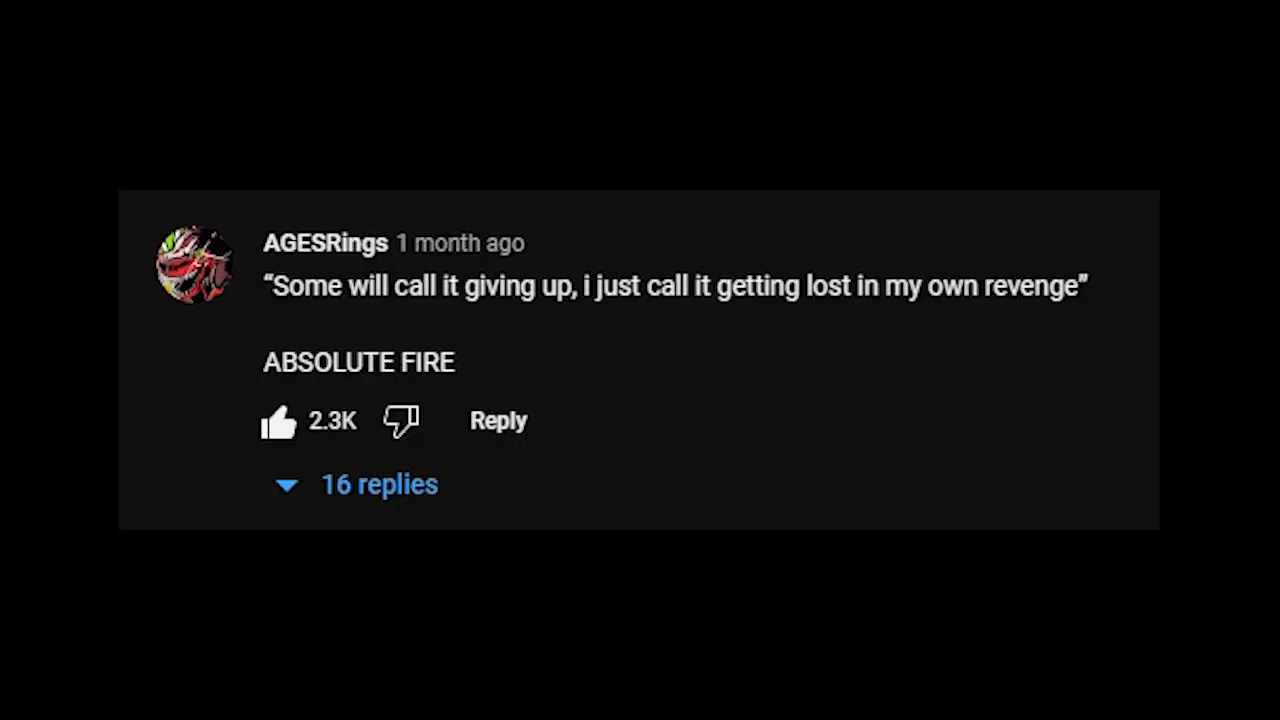 AGESRings 1 month ago
“Some will call it giving up, i just call it getting lost in my own revenge”
ABSOLUTE FIRE
2.3K Reply
16 replies